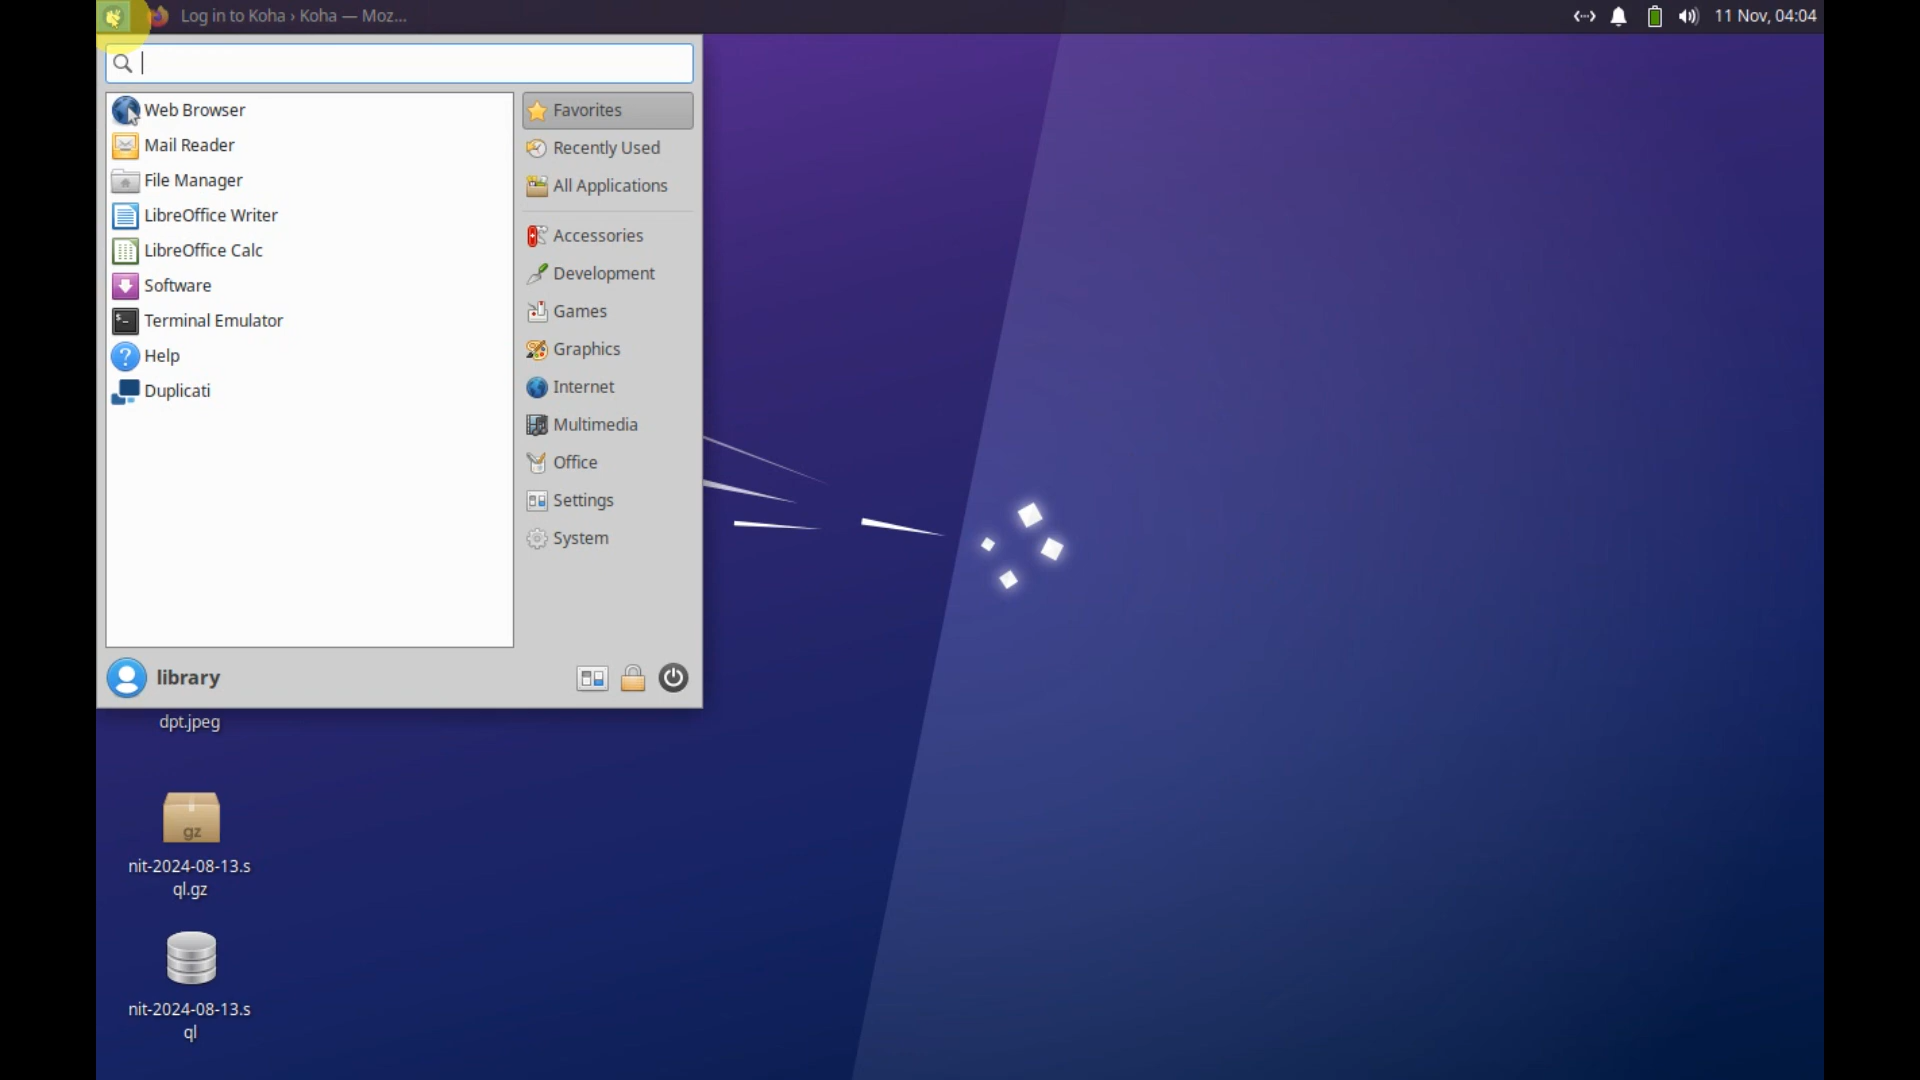 Log in to Koha › Koha — Moz...
11 Nov, 04:04
Web Browser
Mail Reader
File Manager
LibreOffice Writer
LibreOffice Calc
Software
Terminal Emulator
Help
Duplicati
Favorites
Recently Used
All Applications
Accessories
Development
Games
Graphics
Internet
Multimedia
Office
Settings
System
library
dpt.jpeg
gz
nit-2024-08-13.s
ql.gz
nit-2024-08-13.s
ql